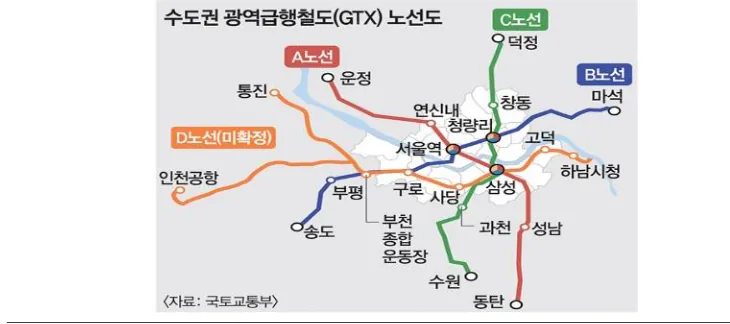 수도권 광역급행철도(GTX) 노선도
C노선
덕정
A노선
운정
B노선
마석
통진
창동
연신내
청량리
D노선(미확정)
서울역
고덕
인천공항
하남시청
부평
구로
사당
삼성
송도
부천
종합
운동장
과천
성남
수원
동탄
〈자료: 국토교통부〉